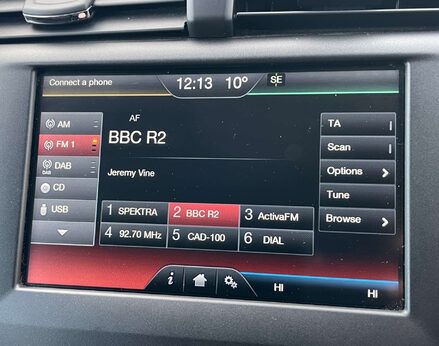 Connect a phone
12:13 10°
SE
AM
FM 1
DAB
DAB
CD
USB
AF
BBC R2
Jeremy Vine
TA
Scan
Options
Tune
Browse
1 SPEKTRA 2 BBC R2 3 ActivaFM
4 92.70 MHz 5 CAD-100 6 DIAL
i
HI HI